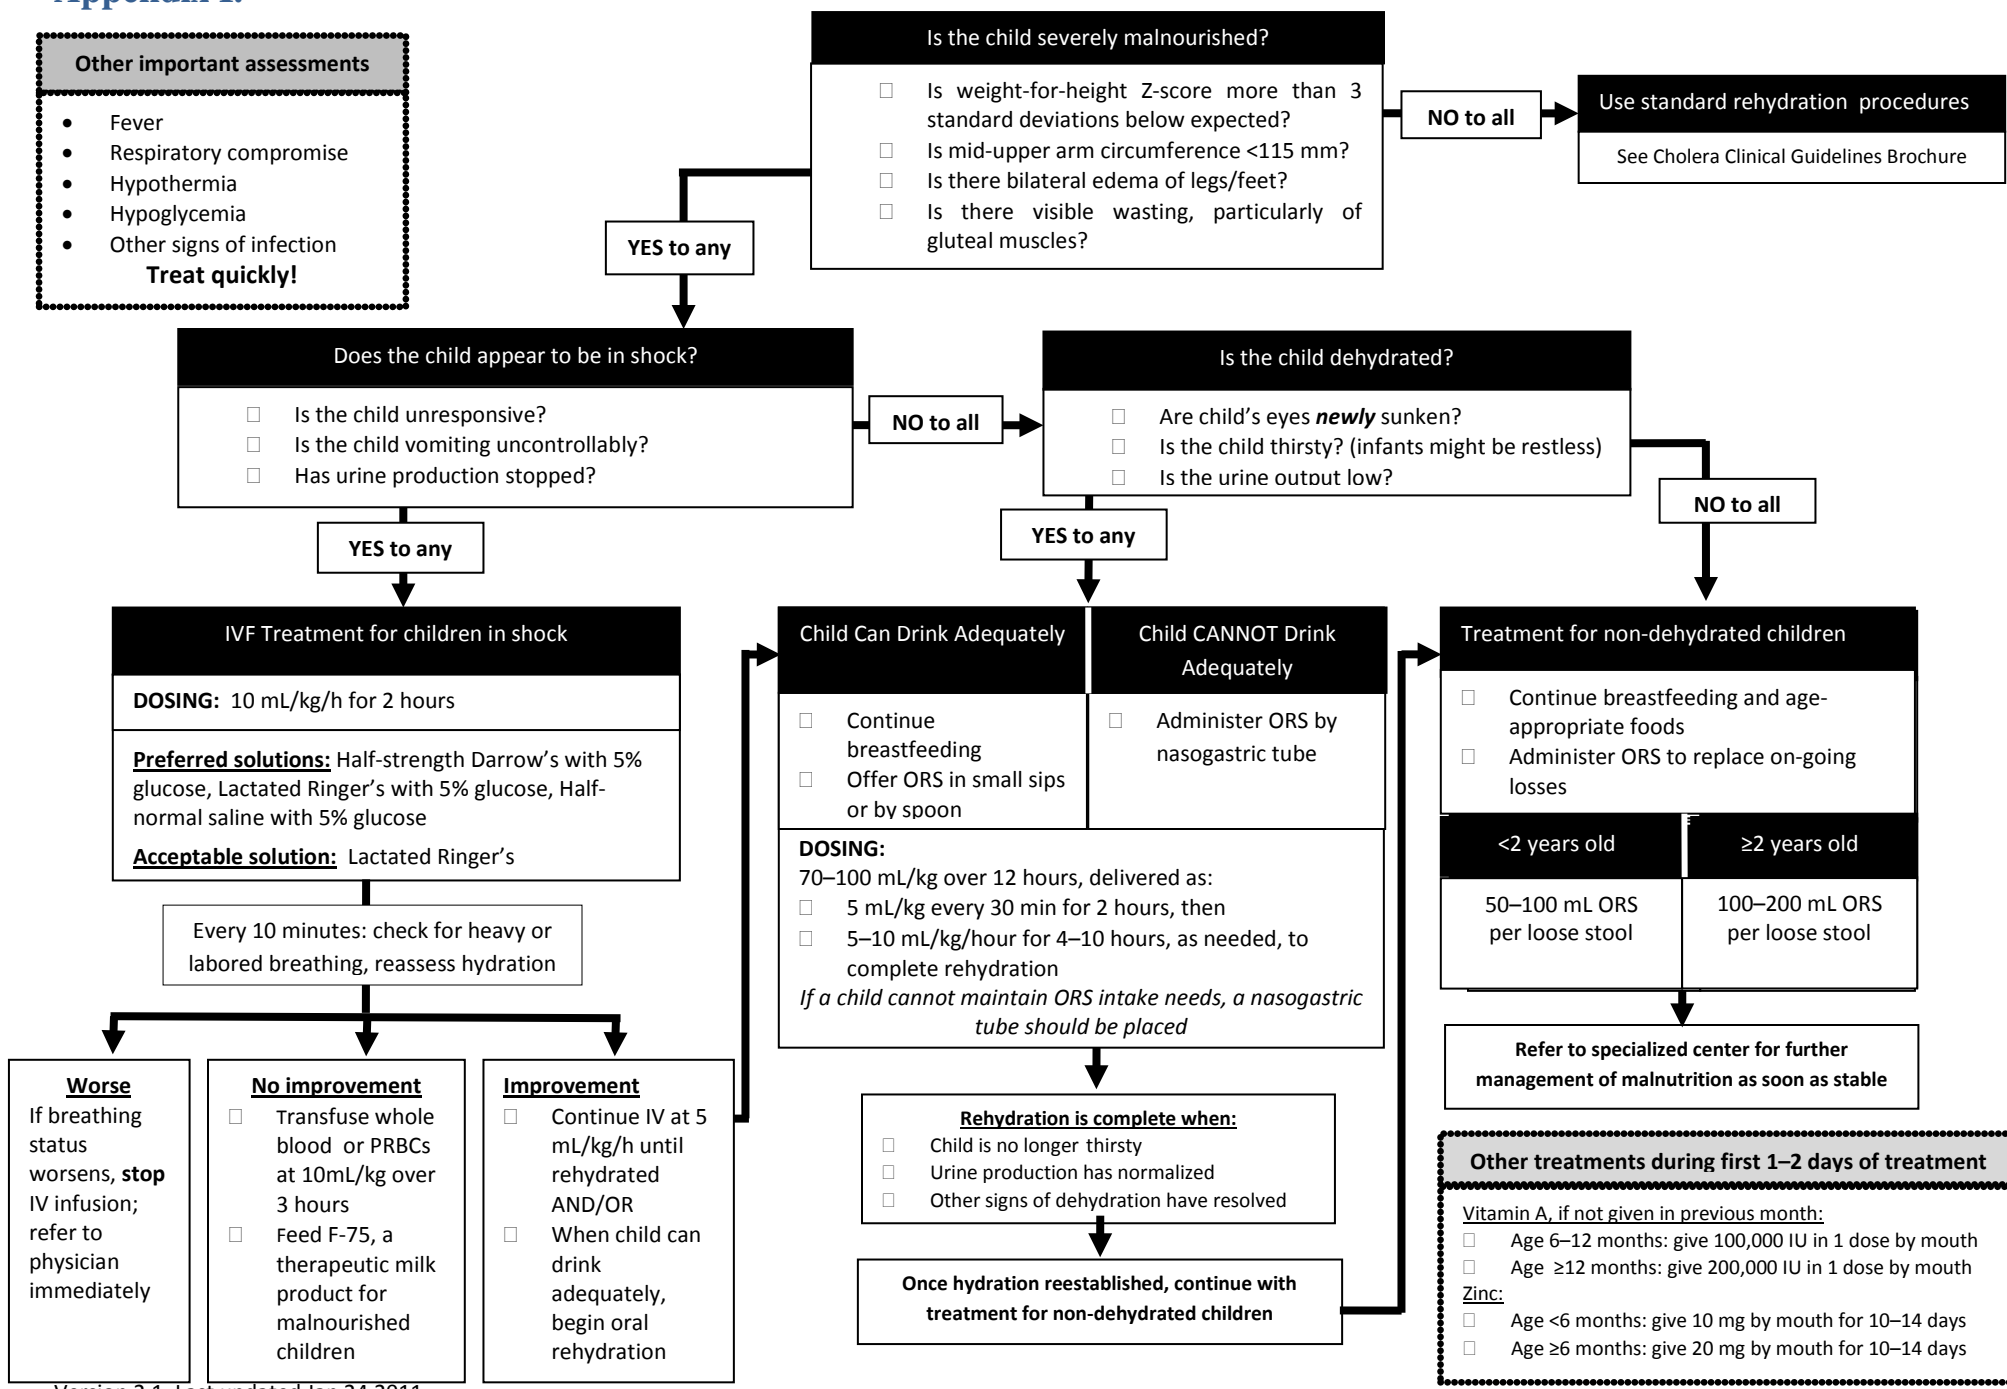 Appendix 1.
Other important assessments
• Fever
• Respiratory compromise
• Hypothermia
• Hypoglycemia
• Other signs of infection
Treat quickly!
Is the child severely malnourished?
□ Is weight-for-height Z-score more than 3
standard deviations below expected?
□ Is mid-upper arm circumference <115 mm?
□ Is there bilateral edema of legs/feet?
□ Is there visible wasting, particularly of
gluteal muscles?
NO to all
Use standard rehydration procedures
See Cholera Clinical Guidelines Brochure
YES to any
Does the child appear to be in shock?
□ Is the child unresponsive?
□ Is the child vomiting uncontrollably?
□ Has urine production stopped?
NO to all
Is the child dehydrated?
□ Are child’s eyes newly sunken?
□ Is the child thirsty? (infants might be restless)
□ Is the urine output low?
NO to all
YES to any
YES to any
IVF Treatment for children in shock
DOSING: 10 mL/kg/h for 2 hours
Preferred solutions: Half-strength Darrow’s with 5%
glucose, Lactated Ringer’s with 5% glucose, Half-
normal saline with 5% glucose
Acceptable solution: Lactated Ringer’s
Every 10 minutes: check for heavy or
labored breathing, reassess hydration
Worse
If breathing
status
worsens, stop
IV infusion;
refer to
physician
immediately
No improvement
□ Transfuse whole
blood or PRBCs
at 10mL/kg over
3 hours
□ Feed F-75, a
therapeutic milk
product for
malnourished
children
Improvement
□ Continue IV at 5
mL/kg/h until
rehydrated
AND/OR
□ When child can
drink
adequately,
begin oral
rehydration
Child Can Drink Adequately
□ Continue
breastfeeding
□ Offer ORS in small sips
or by spoon
Child CANNOT Drink
Adequately
□ Administer ORS by
nasogastric tube
DOSING:
70–100 mL/kg over 12 hours, delivered as:
□ 5 mL/kg every 30 min for 2 hours, then
□ 5–10 mL/kg/hour for 4–10 hours, as needed, to
complete rehydration
If a child cannot maintain ORS intake needs, a nasogastric
tube should be placed
Rehydration is complete when:
□ Child is no longer thirsty
□ Urine production has normalized
□ Other signs of dehydration have resolved
Once hydration reestablished, continue with
treatment for non-dehydrated children
Treatment for non-dehydrated children
□ Continue breastfeeding and age-
appropriate foods
□ Administer ORS to replace on-going
losses
<2 years old
50–100 mL ORS
per loose stool
≥2 years old
100–200 mL ORS
per loose stool
Refer to specialized center for further
management of malnutrition as soon as stable
Other treatments during first 1–2 days of treatment
Vitamin A, if not given in previous month:
□ Age 6–12 months: give 100,000 IU in 1 dose by mouth
□ Age ≥12 months: give 200,000 IU in 1 dose by mouth
Zinc:
□ Age <6 months: give 10 mg by mouth for 10–14 days
□ Age ≥6 months: give 20 mg by mouth for 10–14 days
Version 2.1. Last updated Jan 24 2011